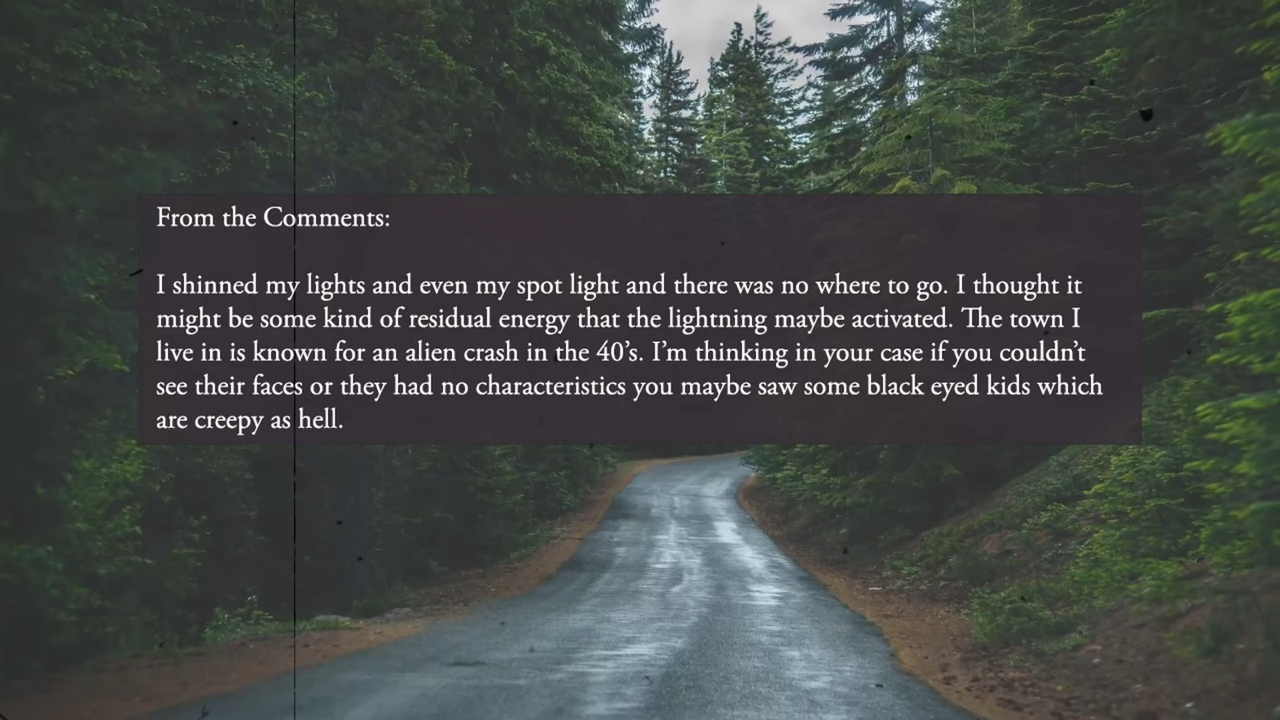 From the Comments:
I shinned my lights and even my spot light and there was no where to go. I thought it
might be some kind of residual energy that the lightning maybe activated. The town I
live in is known for an alien crash in the 40’s. I’m thinking in your case if you couldn’t
see their faces or they had no characteristics you maybe saw some black eyed kids which
are creepy as hell.